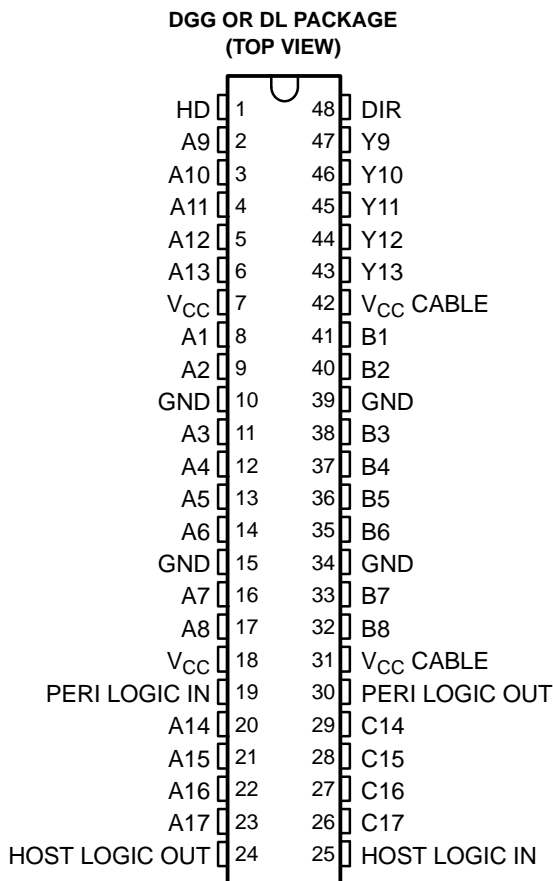 DGG OR DL PACKAGE
(TOP VIEW)
HD 1 48 DIR
A9 2 47 Y9
A10 3 46 Y10
A11 4 45 Y11
A12 5 44 Y12
A13 6 43 Y13
VCC 7 42 VCC CABLE
A1 8 41 B1
A2 9 40 B2
GND 10 39 GND
A3 11 38 B3
A4 12 37 B4
A5 13 36 B5
A6 14 35 B6
GND 15 34 GND
A7 16 33 B7
A8 17 32 B8
VCC 18 31 VCC CABLE
PERI LOGIC IN 19 30 PERI LOGIC OUT
A14 20 29 C14
A15 21 28 C15
A16 22 27 C16
A17 23 26 C17
HOST LOGIC OUT 24 25 HOST LOGIC IN